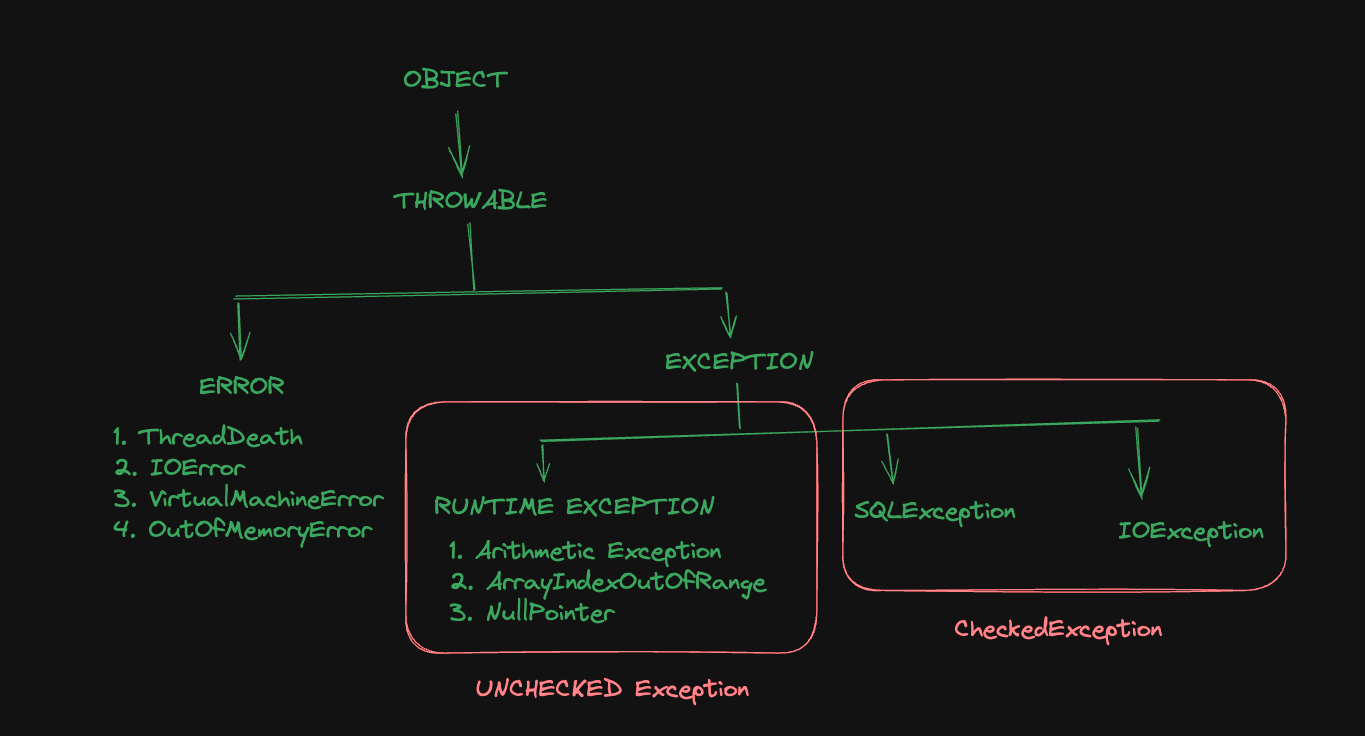 OBJECT
THROWABLE
ERROR
1. ThreadDeath
2. IOError
3. VirtualMachineError
4. OutOfMemoryError
EXCEPTION
RUNTIME EXCEPTION
1. Arithmetic Exception
2. ArrayIndexOutOfRange
3. NullPointer
UNCHECKED Exception
SQLException
IOException
CheckedException